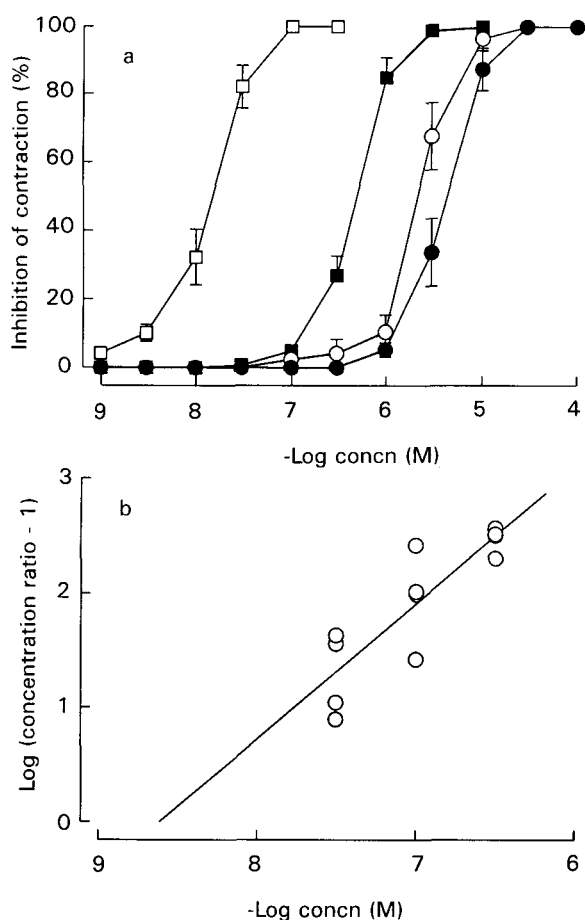 a
Inhibition of contraction (%)
100
80
60
40
20
0
9 8 7 6 5 4
-Log concn (M)
b
Log (concentration ratio - 1)
3
2
1
0
9 8 7 6
-Log concn (M)